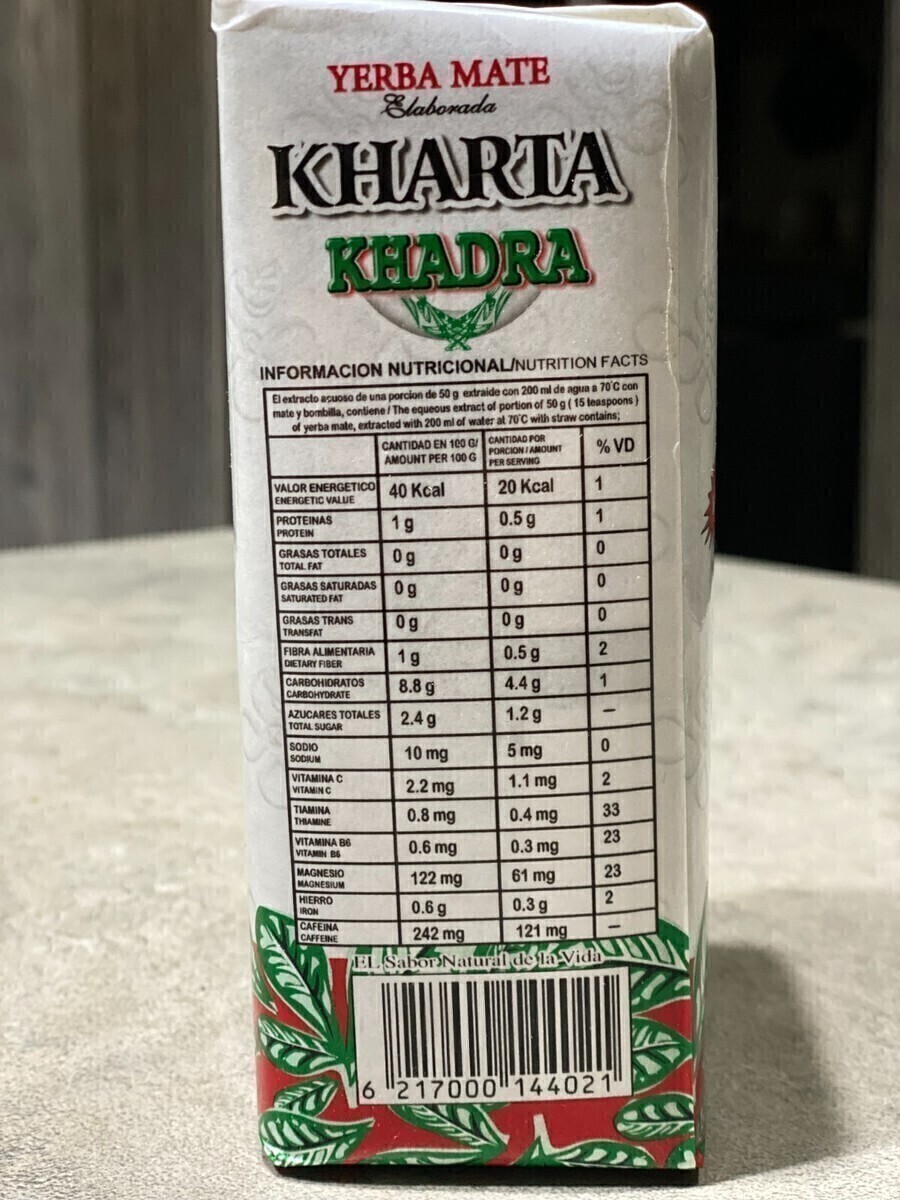 YERBA MATE
Elaborada
KHARTA
KHADRA
INFORMACION NUTRICIONAL/NUTRITION FACTS
El extracto acuoso de una porcion de 50 g extraide con 200 ml de agua a 70°C con
mate y bombilla, contiene / The equeous extract of portion of 50 g ( 15 teaspoons )
of yerba mate, extracted with 200 ml of water at 70°C with straw contains;
CANTIDAD EN 100 G/ AMOUNT PER 100 G CANTIDAD POR PORCION / AMOUNT PER SERVING % VD
VALOR ENERGETICO ENERGETIC VALUE 40 Kcal 20 Kcal 1
PROTEINAS PROTEIN 1 g 0.5 g 1
GRASAS TOTALES TOTAL FAT 0 g 0 g 0
GRASAS SATURADAS SATURATED FAT 0 g 0 g 0
GRASAS TRANS TRANSFAT 0 g 0 g 0
FIBRA ALIMENTARIA DIETARY FIBER 1 g 0.5 g 2
CARBOHIDRATOS CARBOHYDRATE 8.8 g 4.4 g 1
AZUCARES TOTALES TOTAL SUGAR 2.4 g 1.2 g –
SODIO SODIUM 10 mg 5 mg 0
VITAMINA C VITAMIN C 2.2 mg 1.1 mg 2
TIAMINA THIAMINE 0.8 mg 0.4 mg 33
VITAMINA B6 VITAMIN B6 0.6 mg 0.3 mg 23
MAGNESIO MAGNESIUM 122 mg 61 mg 23
HIERRO IRON 0.6 g 0.3 g 2
CAFEINA CAFFEINE 242 mg 121 mg –
EL Sabor Natural de la Vida
6 217000 144021